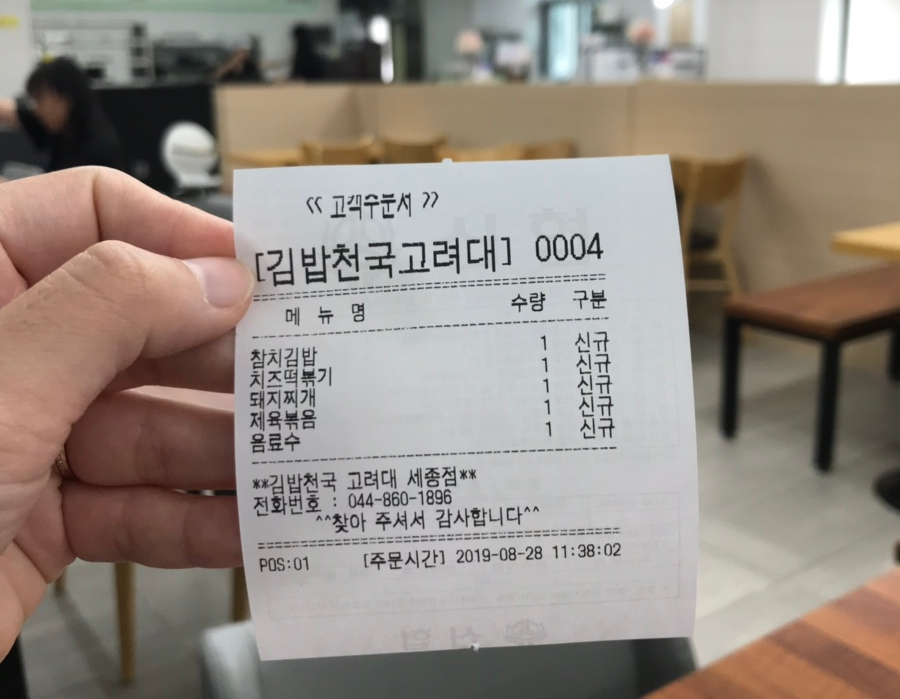 << 고객주문서 >>
[김밥천국고려대] 0004
메 뉴 명 수량 구분
참치김밥 1 신규
치즈떡볶기 1 신규
돼지찌개 1 신규
제육볶음 1 신규
음료수 1 신규
**김밥천국 고려대 세종점**
전화번호 : 044-860-1896
^^찾아 주셔서 감사합니다^^
POS:01 [주문시간] 2019-08-28 11:38:02